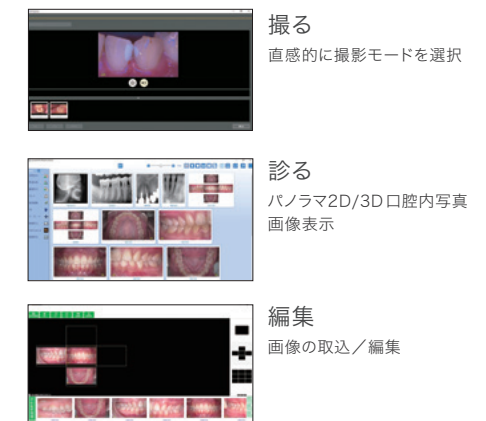 撮る
直感的に撮影モードを選択
診る
パノラマ2D/3D口腔内写真
画像表示
編集
画像の取込／編集